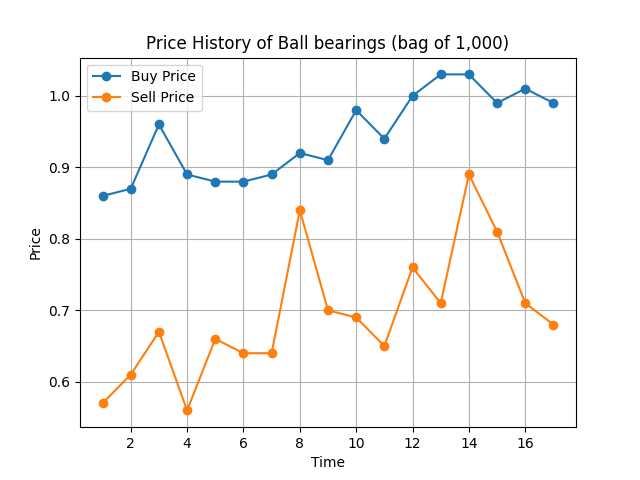 Price History of Ball bearings (bag of 1,000)
Buy Price
Sell Price
1.0
0.9
0.8
0.7
0.6
Price
2 4 6 8 10 12 14 16
Time